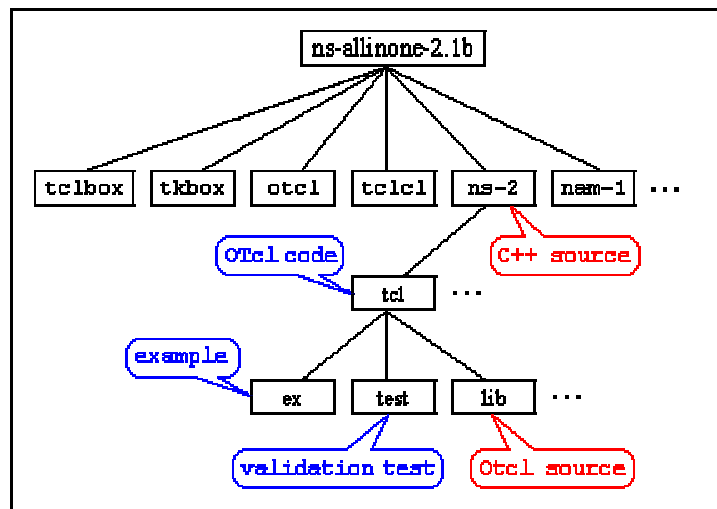 ns-allinone-2.1b
tclbox tkbox otcl tclcl ns-2 nam-1 ...
OTcl code
C++ source
tcl ...
example
ex test lib ...
validation test
Otcl source